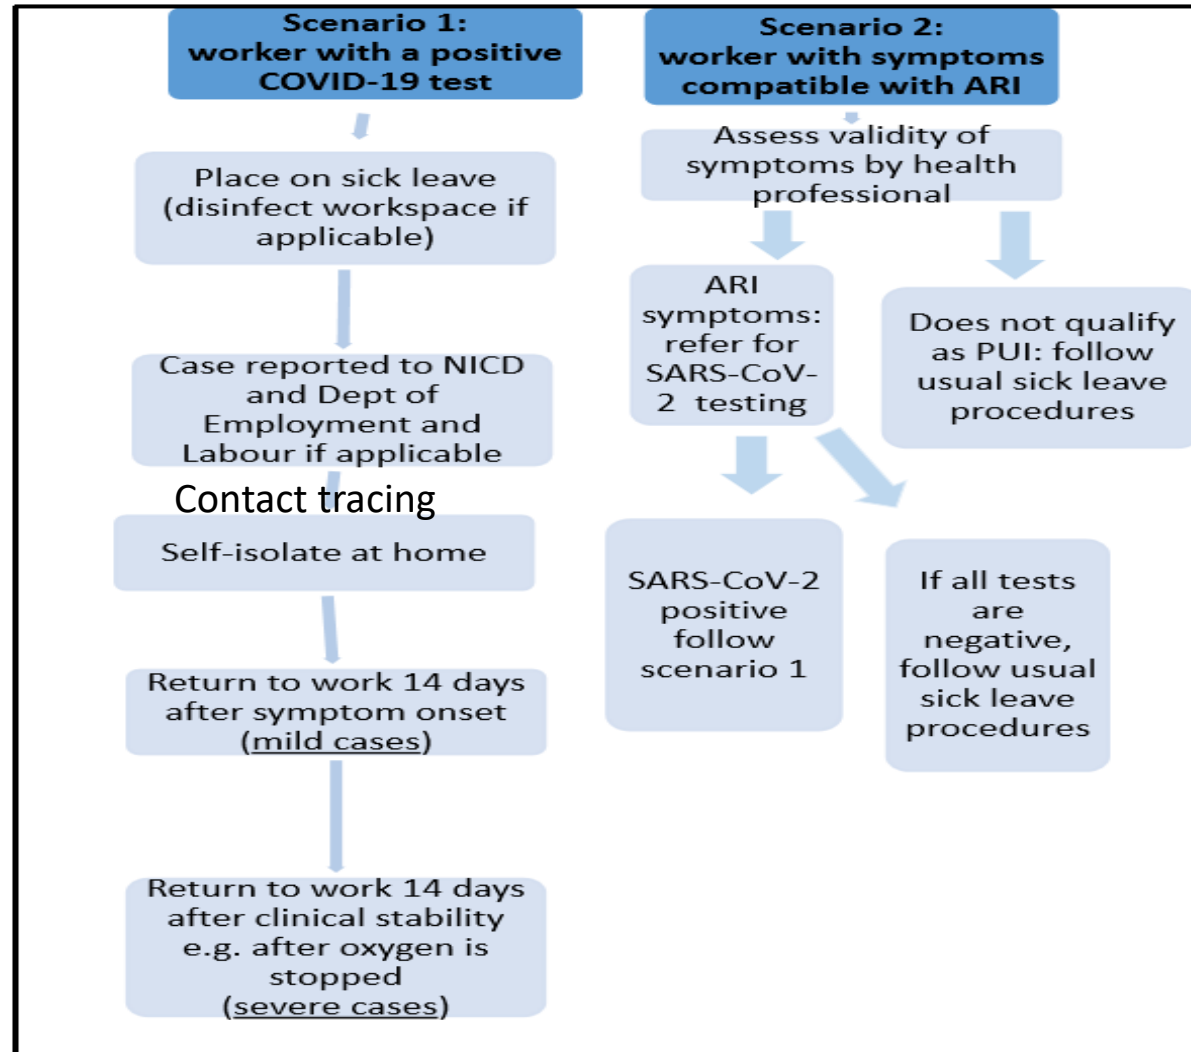 Scenario 1:
worker with a positive
COVID-19 test
Place on sick leave
(disinfect workspace if
applicable)
Case reported to NICD
and Dept of
Employment and
Labour if applicable
Contact tracing
Self-isolate at home
Return to work 14 days
after symptom onset
(mild cases)
Return to work 14 days
after clinical stability
e.g. after oxygen is
stopped
(severe cases)
Scenario 2:
worker with symptoms
compatible with ARI
Assess validity of
symptoms by health
professional
ARI
symptoms:
refer for
SARS-CoV-
2 testing
Does not qualify
as PUI: follow
usual sick leave
procedures
SARS-CoV-2
positive
follow
scenario 1
If all tests
are
negative,
follow usual
sick leave
procedures